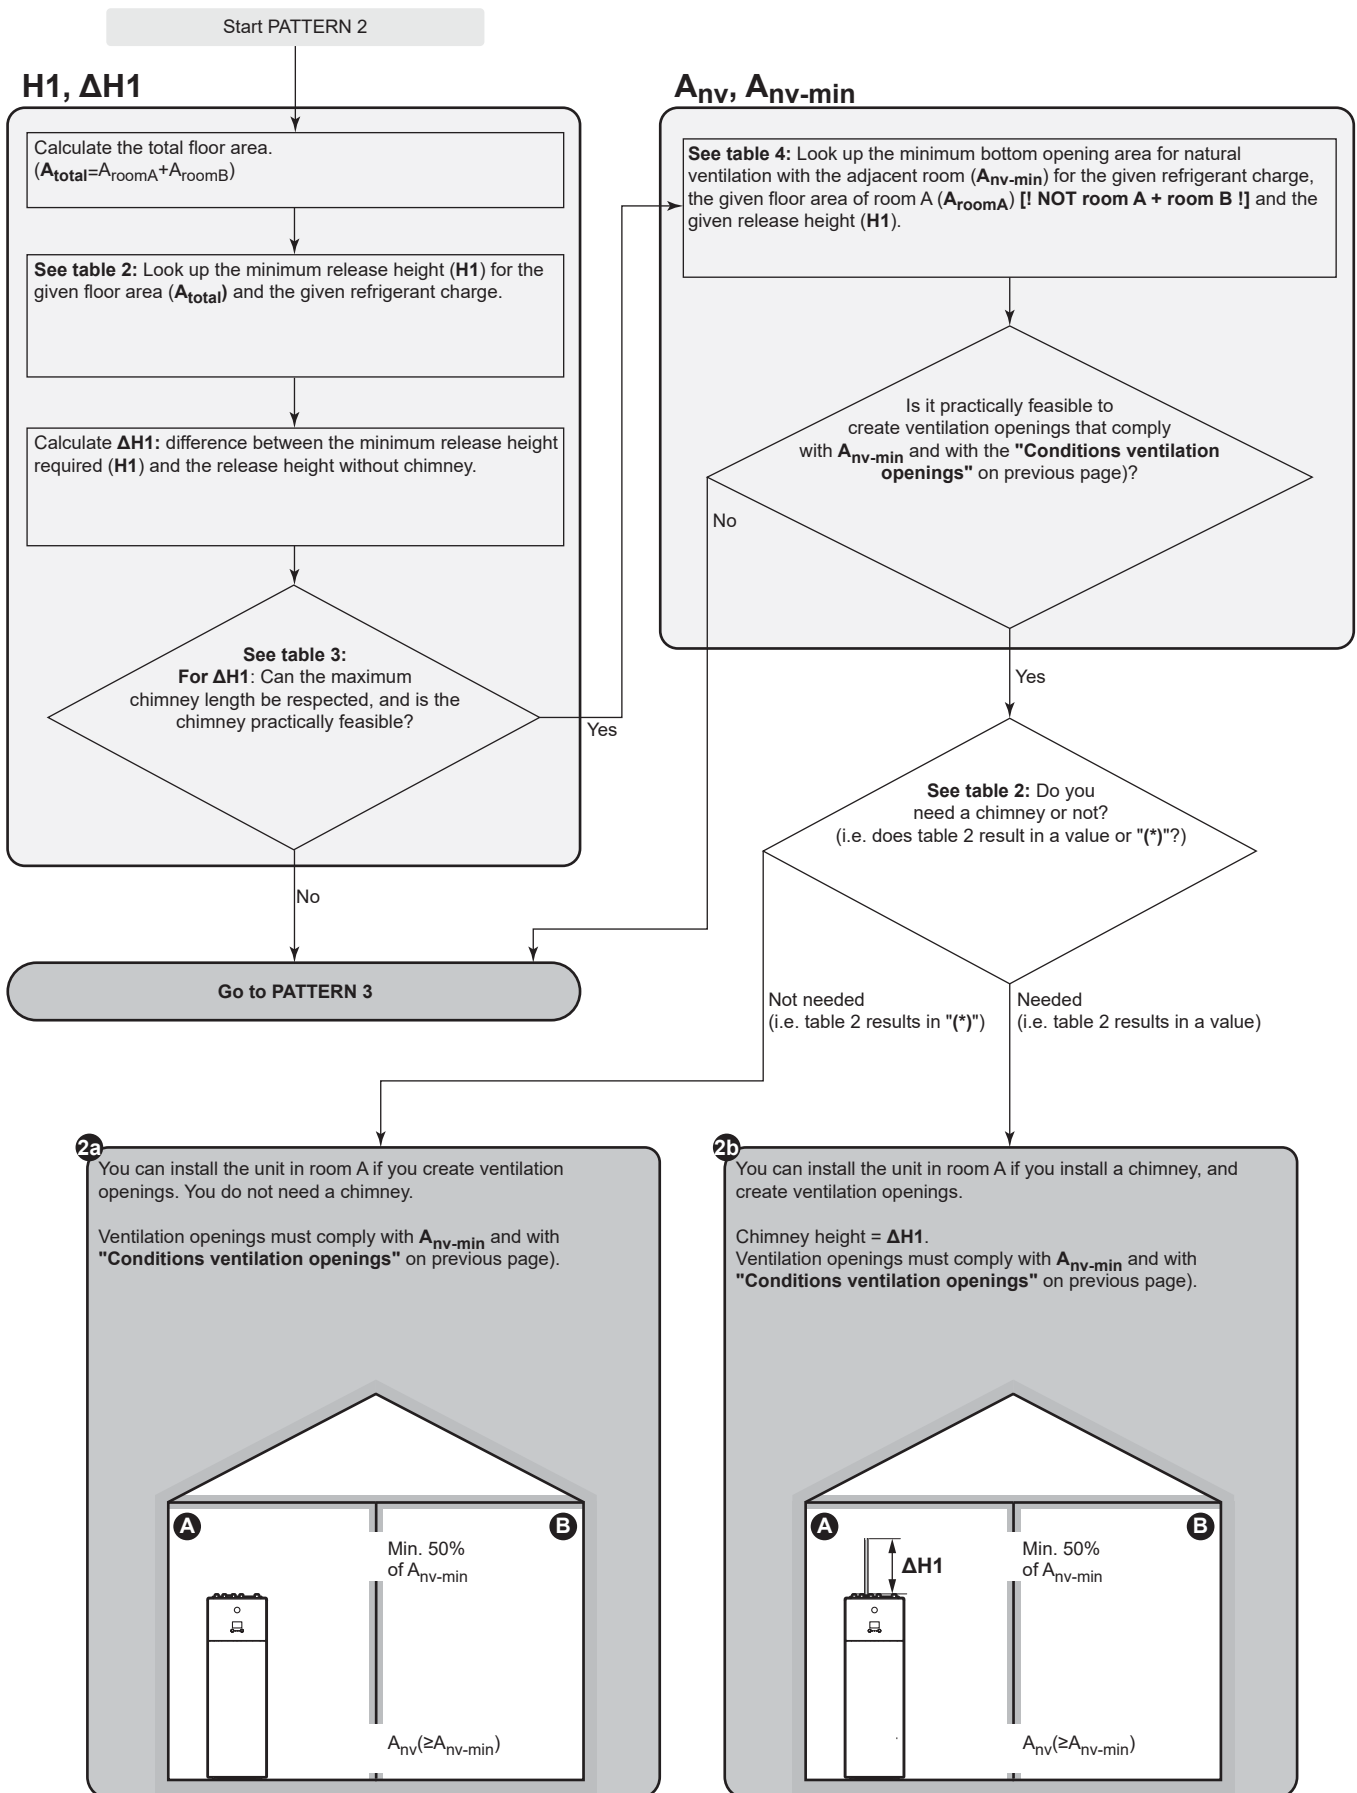 Start PATTERN 2
H1, ΔH1
Calculate the total floor area.
(Atotal=AroomA+AroomB)
See table 2: Look up the minimum release height (H1) for the
given floor area (Atotal) and the given refrigerant charge.
Calculate ΔH1: difference between the minimum release height
required (H1) and the release height without chimney.
See table 3:
For ΔH1: Can the maximum
chimney length be respected, and is the
chimney practically feasible?
Yes
No
Go to PATTERN 3
Anv, Anv-min
See table 4: Look up the minimum bottom opening area for natural
ventilation with the adjacent room (Anv-min) for the given refrigerant charge,
the given floor area of room A (AroomA) [! NOT room A + room B !] and the
given release height (H1).
Is it practically feasible to
create ventilation openings that comply
with Anv-min and with the "Conditions ventilation
openings" on previous page)?
No
Yes
See table 2: Do you
need a chimney or not?
(i.e. does table 2 result in a value or "(*)"?)
Not needed
(i.e. table 2 results in "(*)")
Needed
(i.e. table 2 results in a value)
2a
You can install the unit in room A if you create ventilation
openings. You do not need a chimney.
Ventilation openings must comply with Anv-min and with
"Conditions ventilation openings" on previous page).
A
B
Min. 50%
of Anv-min
Anv(≥Anv-min)
2b
You can install the unit in room A if you install a chimney, and
create ventilation openings.
Chimney height = ΔH1.
Ventilation openings must comply with Anv-min and with
"Conditions ventilation openings" on previous page).
A
B
ΔH1
Min. 50%
of Anv-min
Anv(≥Anv-min)